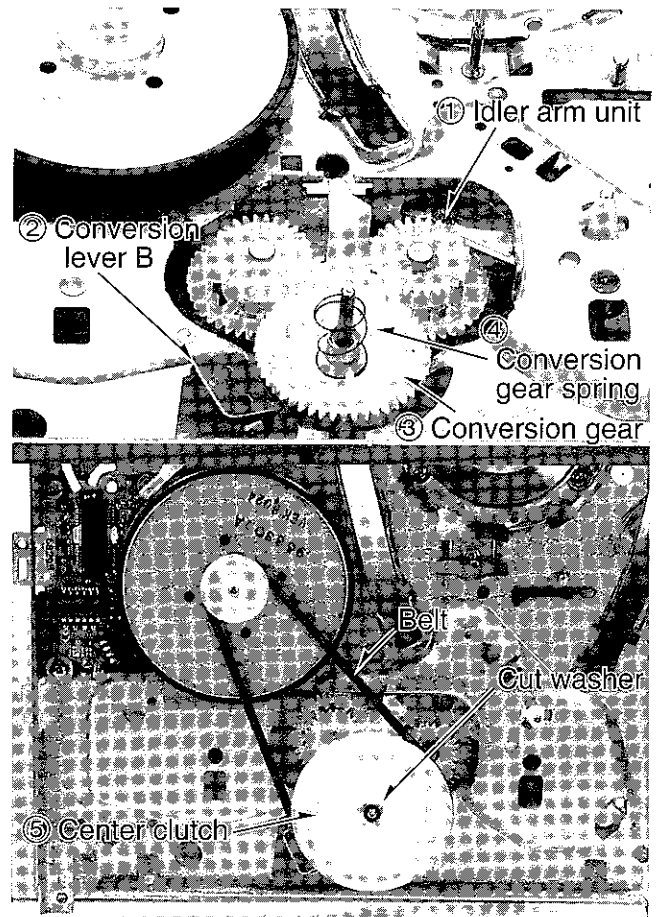 ① Idler arm unit
② Conversion
lever B
④
Conversion
gear spring
③ Conversion gear
Belt
Cut washer
⑤ Center clutch